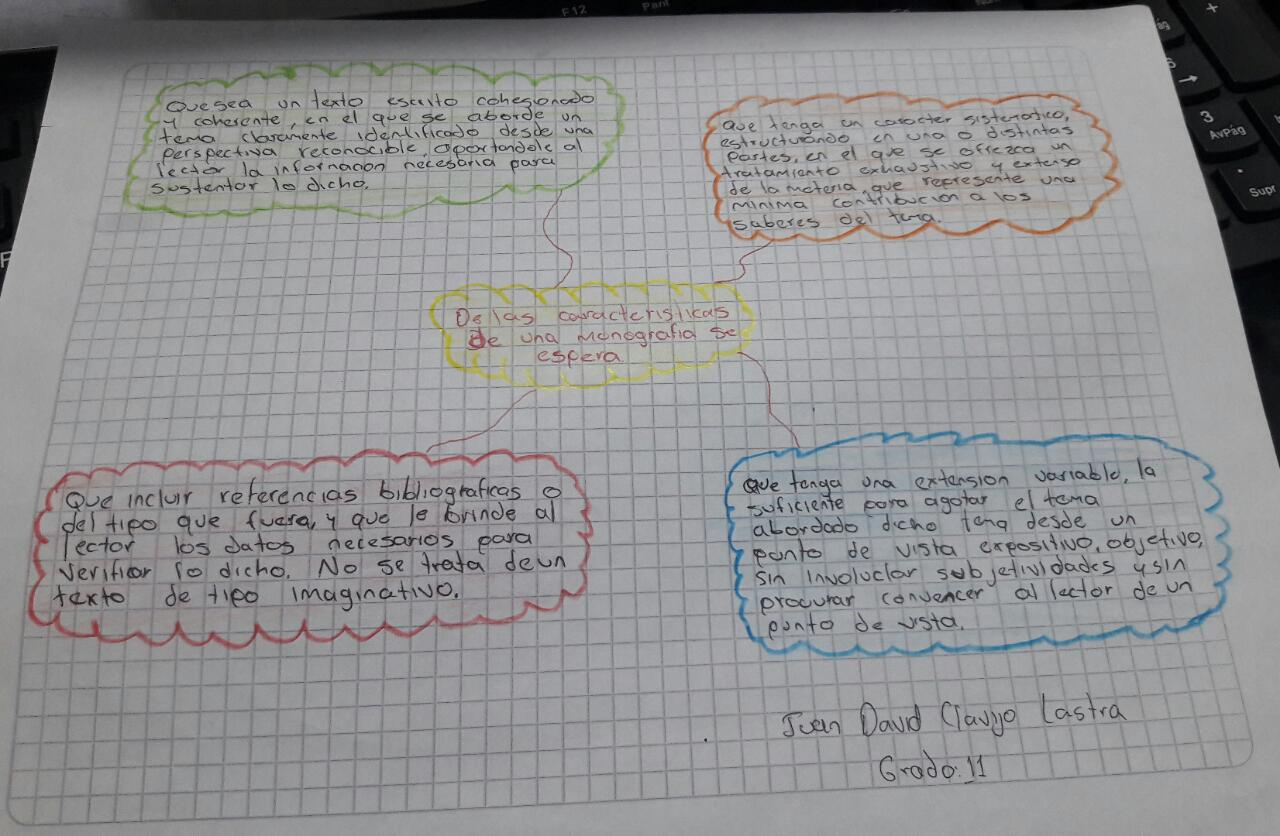 F12
Pant
Que sea un texto escrito cohesionado
y coherente, en el que se aborde un
tema claramente identificado desde una
perspectiva reconocible, aportandole al
lector la informacion necesaria para
sustentar lo dicho.
que tenga un caracter sistematico,
estructurando en una o distintas
partes, en el que se offrezca un
tratamiento exhaustivo y extenso
de la materia, que represente una
minima contribucion a los
saberes del tema.
De las caracteristicas
de una monografia se
espera
Que incluir referencias bibliograficas o
del tipo que fuera, y que le brinde al
lector los datos necesarios para
verificar lo dicho. No se trata de un
texto de tipo imaginativo.
que tenga una extension variable, la
suficiente para agotar el tema
abordado dicho tema desde un
punto de vista expositivo, objetivo,
sin involuclar subjetividades y sin
procurar convencer al lector de un
punto de vista.
Juan David Clavijo Lastra
Grado: 11
3
AvPág
Supr
+